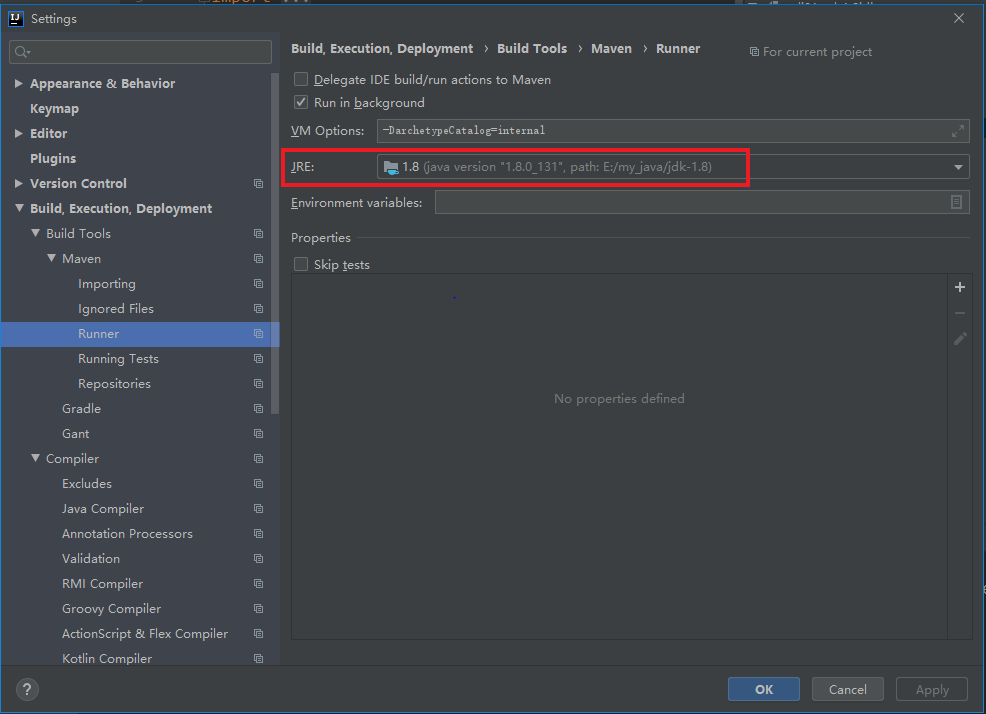 Settings
Appearance & Behavior
Keymap
Editor
Plugins
Version Control
Build, Execution, Deployment
Build Tools
Maven
Importing
Ignored Files
Runner
Running Tests
Repositories
Gradle
Gant
Compiler
Excludes
Java Compiler
Annotation Processors
Validation
RMI Compiler
Groovy Compiler
ActionScript & Flex Compiler
Kotlin Compiler
Build, Execution, Deployment › Build Tools › Maven › Runner For current project
Delegate IDE build/run actions to Maven
Run in background
VM Options: -DarchetypeCatalog=internal
JRE: 1.8 (java version "1.8.0_131", path: E:/my_java/jdk-1.8)
Environment variables:
Properties
Skip tests
No properties defined
? OK Cancel Apply